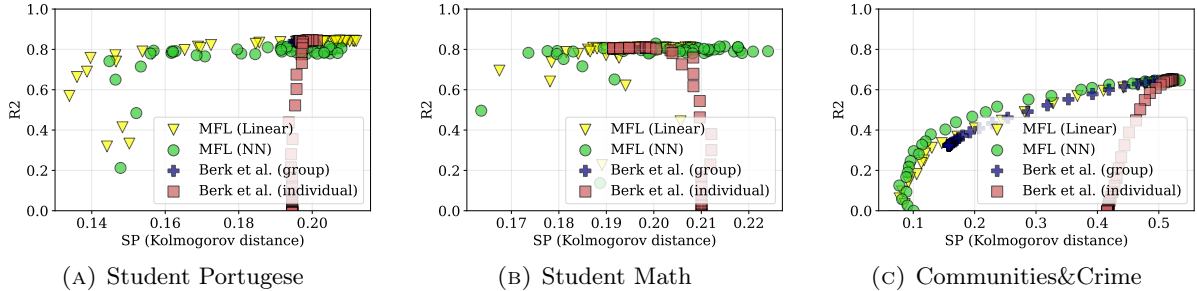 R2
1.0
0.8
0.6
0.4
0.2
0.0
0.14
0.16
0.18
0.20
SP (Kolmogorov distance)
MFL (Linear)
MFL (NN)
Berk et al. (group)
Berk et al. (individual)
(A) Student Portugese
R2
1.0
0.8
0.6
0.4
0.2
0.0
0.17
0.18
0.19
0.20
0.21
0.22
SP (Kolmogorov distance)
MFL (Linear)
MFL (NN)
Berk et al. (group)
Berk et al. (individual)
(B) Student Math
R2
1.0
0.8
0.6
0.4
0.2
0.0
0.1
0.2
0.3
0.4
0.5
SP (Kolmogorov distance)
MFL (Linear)
MFL (NN)
Berk et al. (group)
Berk et al. (individual)
(C) Communities&Crime